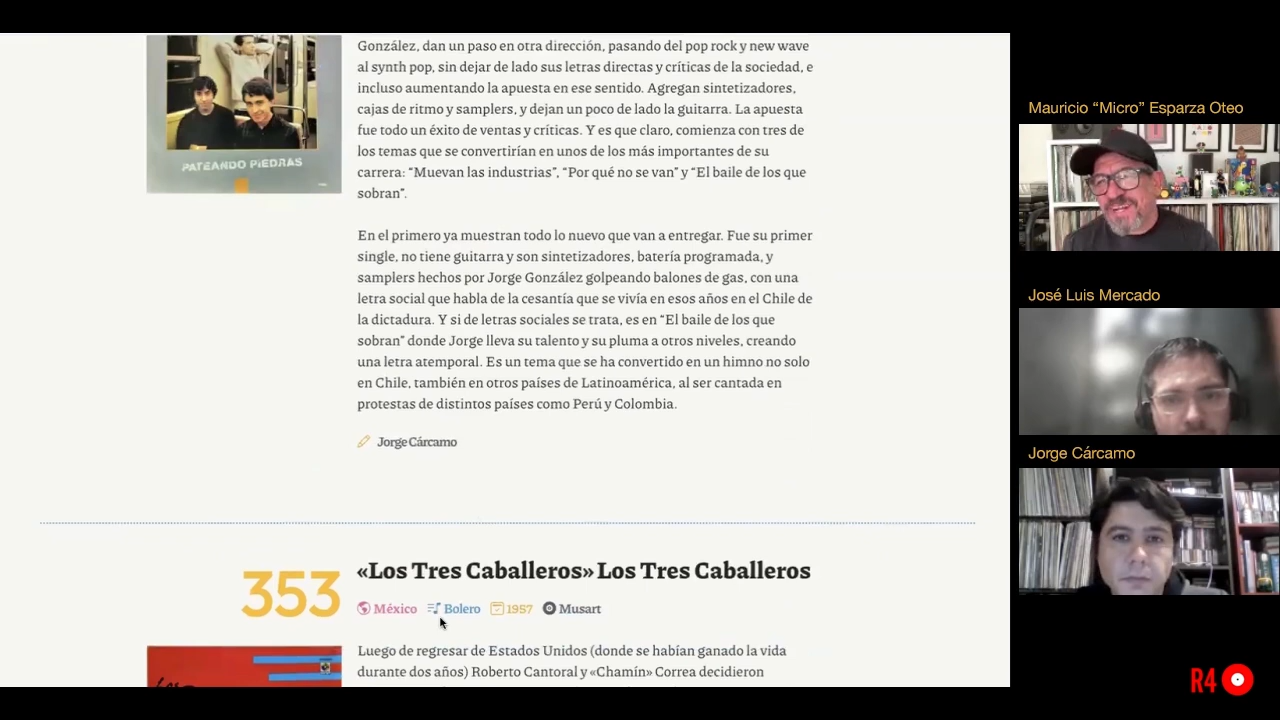 González, dan un paso en otra dirección, pasando del pop rock y new wave
al synth pop, sin dejar de lado sus letras directas y críticas de la sociedad, e
incluso aumentando la apuesta en ese sentido. Agregan sintetizadores,
cajas de ritmo y samplers, y dejan un poco de lado la guitarra. La apuesta
fue todo un éxito de ventas y críticas. Y es que claro, comienza con tres de
los temas que se convertirían en unos de los más importantes de su
carrera: “Muevan las industrias”, “Por qué no se van” y “El baile de los que
sobran”.
PATEANDO PIEDRAS
En el primero ya muestran todo lo nuevo que van a entregar. Fue su primer
single, no tiene guitarra y son sintetizadores, batería programada, y
samplers hechos por Jorge González golpeando balones de gas, con una
letra social que habla de la cesantía que se vivía en esos años en el Chile de
la dictadura. Y si de letras sociales se trata, es en “El baile de los que
sobran” donde Jorge lleva su talento y su pluma a otros niveles, creando
una letra atemporal. Es un tema que se ha convertido en un himno no solo
en Chile, también en otros países de Latinoamérica, al ser cantada en
protestas de distintos países como Perú y Colombia.
Jorge Cárcamo
353
«Los Tres Caballeros» Los Tres Caballeros
México Bolero 1957 Musart
Luego de regresar de Estados Unidos (donde se habían ganado la vida
durante dos años) Roberto Cantoral y «Chamín» Correa decidieron
Los
Mauricio “Micro” Esparza Oteo
José Luis Mercado
Jorge Cárcamo
R4